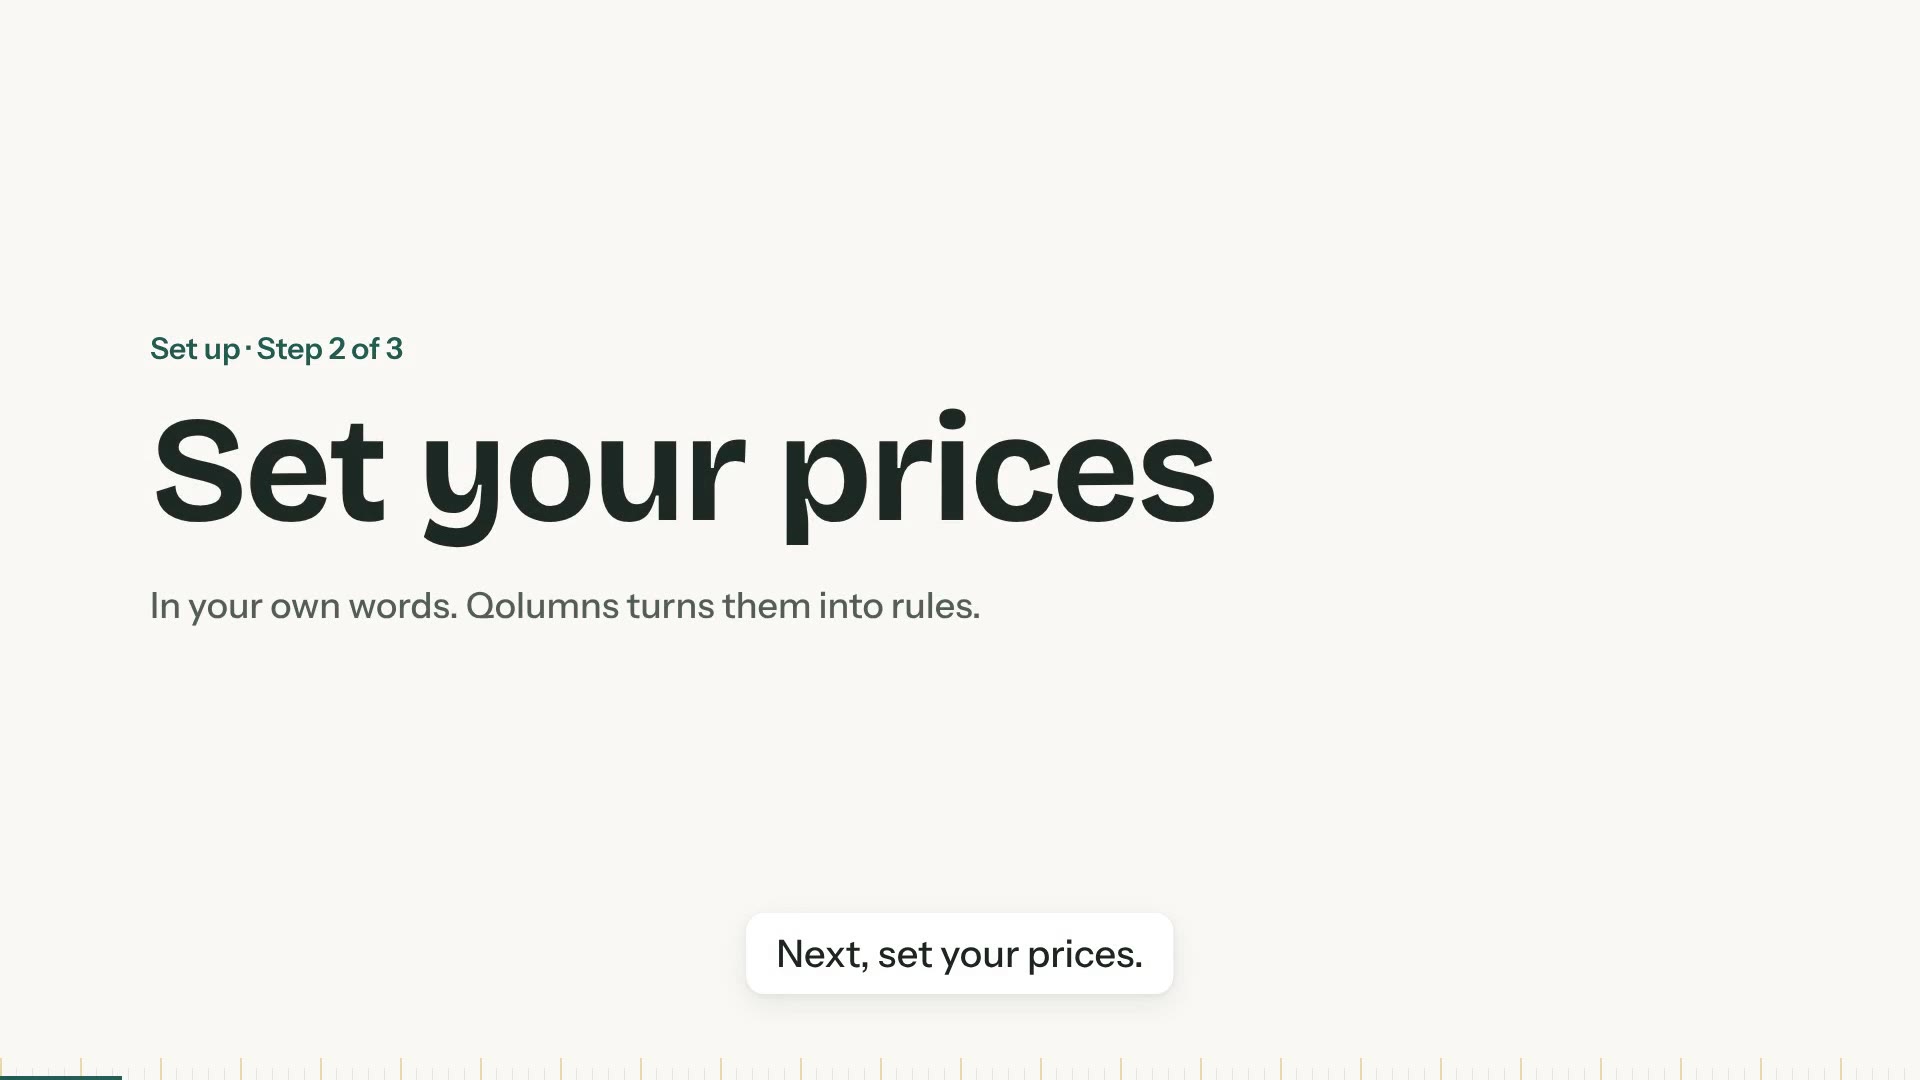 Set up · Step 2 of 3
Set your prices
In your own words. Qolumns turns them into rules.
Next, set your prices.